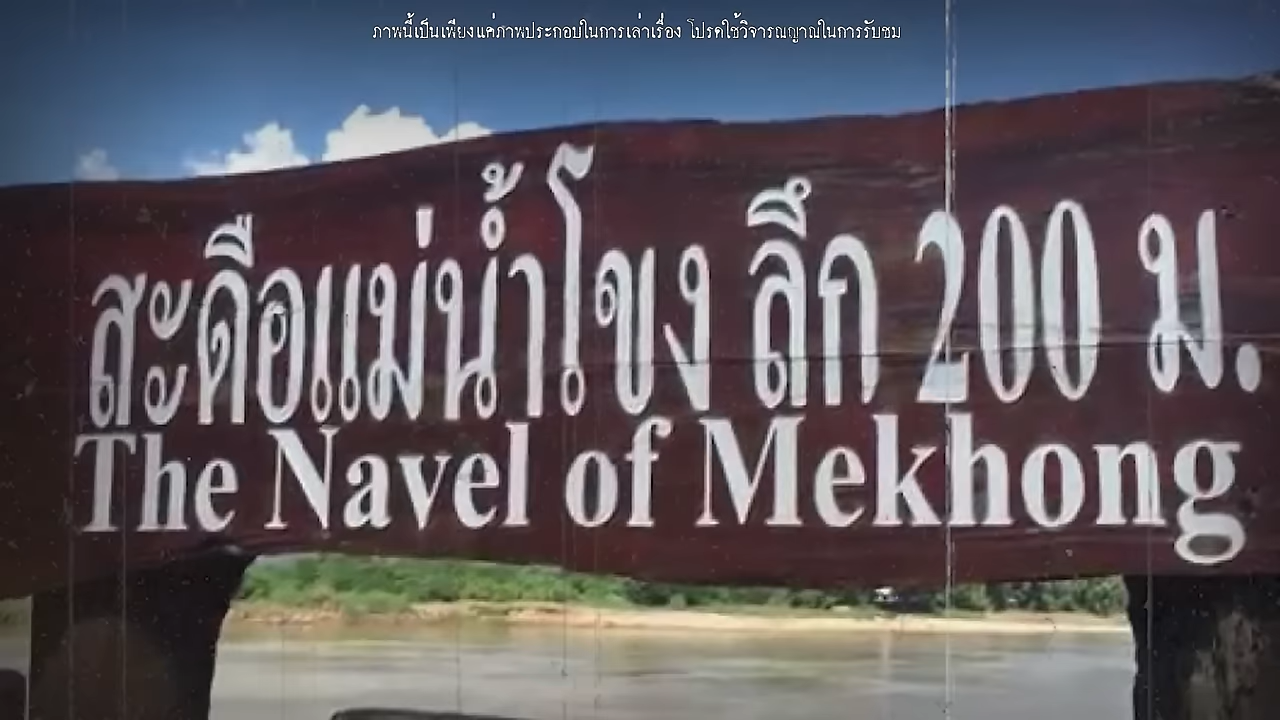 ภาพนี้เป็นเพียงแค่ภาพประกอบในการเล่าเรื่อง โปรดใช้วิจารณญาณในการรับชม
สะดือแม่น้ำโขง ลึก 200 ม.
The Navel of Mekhong